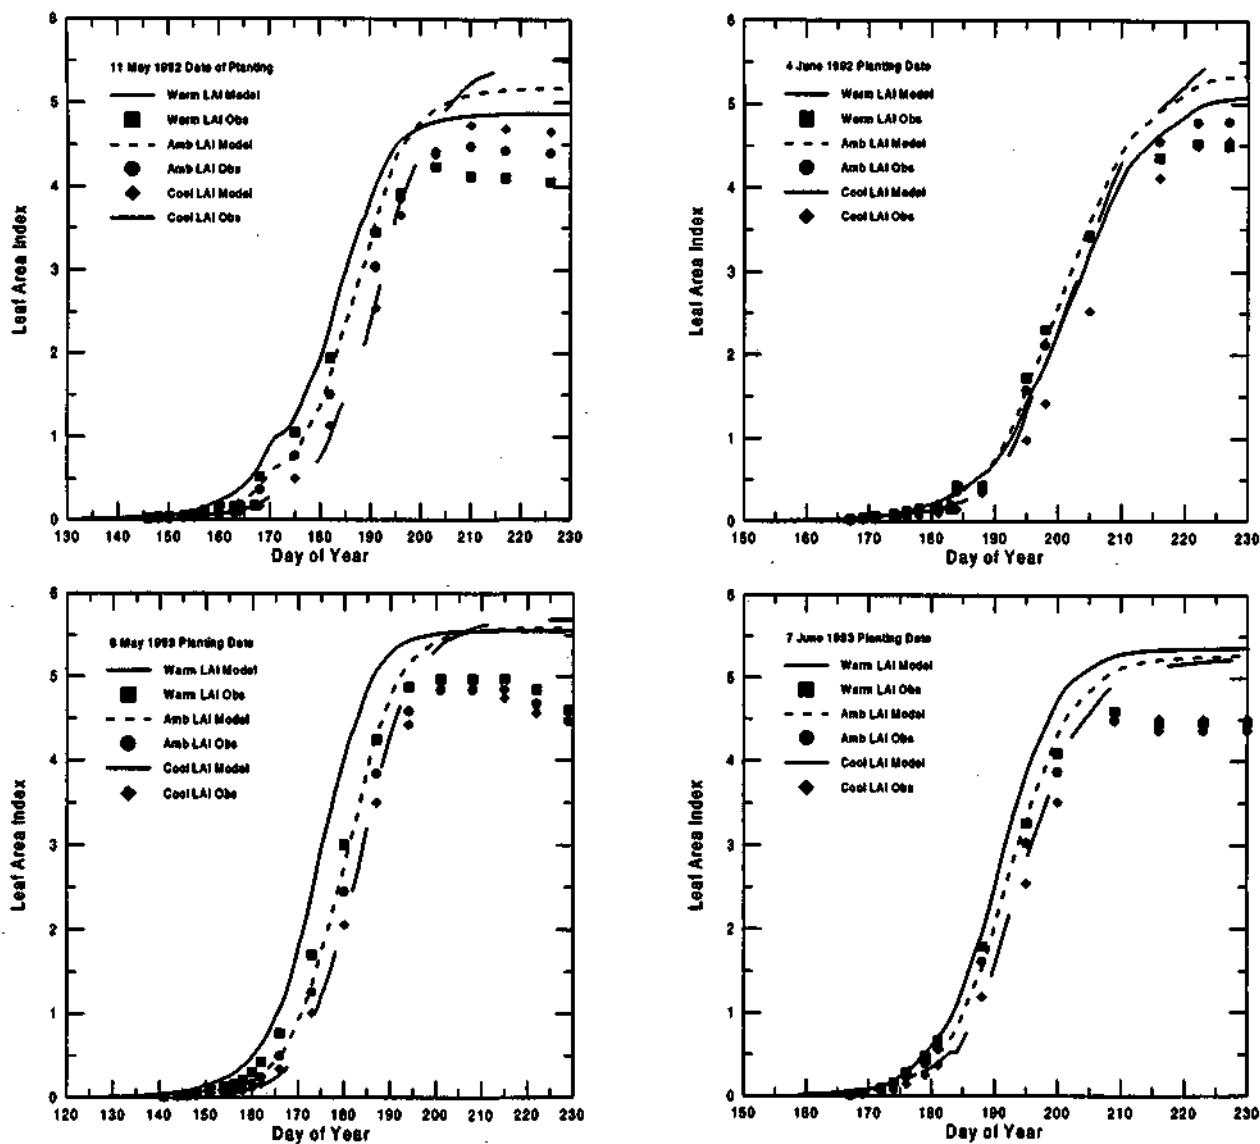 11 May 1992 Date of Planting
Warm LAI Model
Warm LAI Obs
Amb LAI Model
Amb LAI Obs
Cool LAI Model
Cool LAI Obs
Leaf Area Index
6
5
4
3
2
1
0
130 140 150 160 170 180 190 200 210 220 230
Day of Year
4 June 1992 Planting Date
Warm LAI Model
Warm LAI Obs
Amb LAI Model
Amb LAI Obs
Cool LAI Model
Cool LAI Obs
Leaf Area Index
6
5
4
3
2
1
0
150 160 170 180 190 200 210 220 230
Day of Year
6 May 1993 Planting Date
Warm LAI Model
Warm LAI Obs
Amb LAI Model
Amb LAI Obs
Cool LAI Model
Cool LAI Obs
Leaf Area Index
6
5
4
3
2
1
0
120 130 140 150 160 170 180 190 200 210 220 230
Day of Year
7 June 1993 Planting Date
Warm LAI Model
Warm LAI Obs
Amb LAI Model
Amb LAI Obs
Cool LAI Model
Cool LAI Obs
Leaf Area Index
6
5
4
3
2
1
0
150 160 170 180 190 200 210 220 230
Day of Year